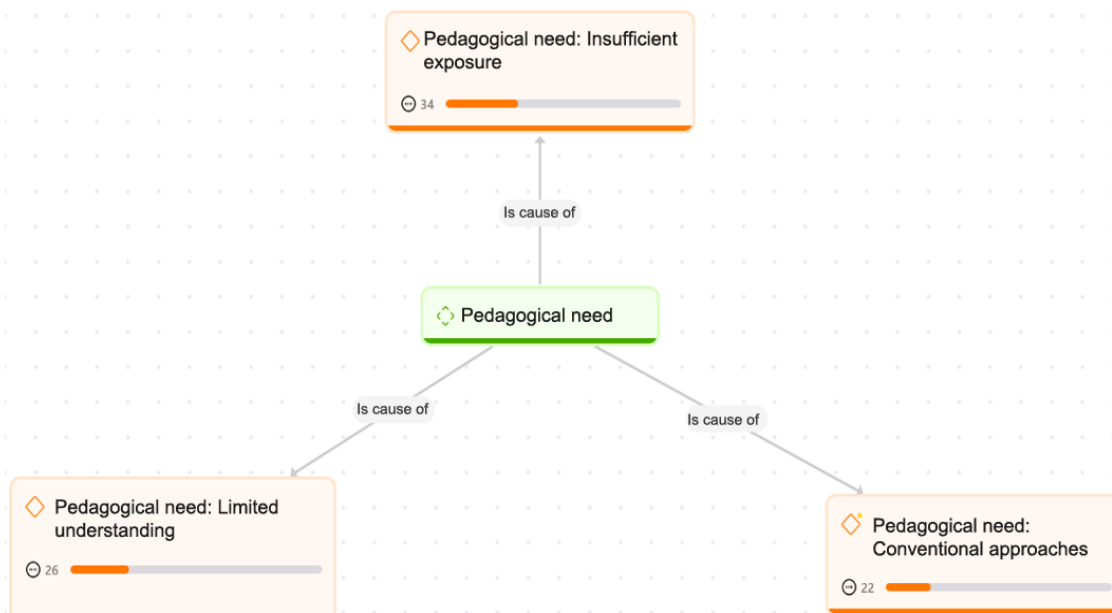 Pedagogical need: Insufficient
exposure
34
Is cause of
Pedagogical need
Is cause of
Is cause of
Pedagogical need: Limited
understanding
26
Pedagogical need:
Conventional approaches
22